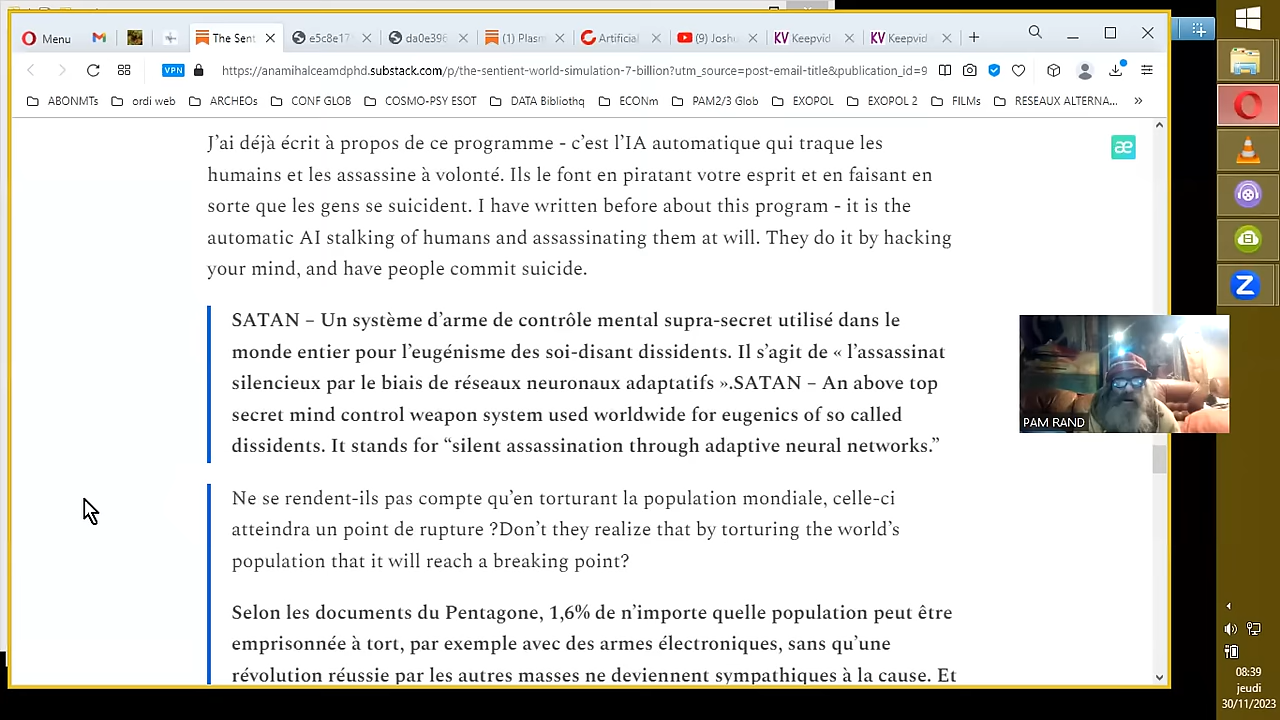 Menu
The Sent
e5c8e17
da0e398
(1) Plasm
Artificia
(9) Joshu
Keepvid
Keepvid
VPN
https://anamihalceamdphd.substack.com/p/the-sentient-world-simulation-7-billion?utm_source=post-email-title&publication_id=9
ABONMTs
ordi web
ARCHEOs
CONF GLOB
COSMO-PSY ESOT
DATA Bibliothq
ECONm
PAM2/3 Glob
EXOPOL
EXOPOL 2
FILMs
RESEAUX ALTERNA...
J'ai déjà écrit à propos de ce programme - c'est l'IA automatique qui traque les
humains et les assassine à volonté. Ils le font en piratant votre esprit et en faisant en
sorte que les gens se suicident. I have written before about this program - it is the
automatic AI stalking of humans and assassinating them at will. They do it by hacking
your mind, and have people commit suicide.
æ
SATAN – Un système d'arme de contrôle mental supra-secret utilisé dans le
monde entier pour l'eugénisme des soi-disant dissidents. Il s'agit de « l'assassinat
silencieux par le biais de réseaux neuronaux adaptatifs ».SATAN – An above top
secret mind control weapon system used worldwide for eugenics of so called
dissidents. It stands for “silent assassination through adaptive neural networks.”
PAM RAND
Ne se rendent-ils pas compte qu'en torturant la population mondiale, celle-ci
atteindra un point de rupture ?Don't they realize that by torturing the world's
population that it will reach a breaking point?
Selon les documents du Pentagone, 1,6% de n'importe quelle population peut être
emprisonnée à tort, par exemple avec des armes électroniques, sans qu'une
révolution réussie par les autres masses ne deviennent sympathiques à la cause. Et
08:39
jeudi
30/11/2023